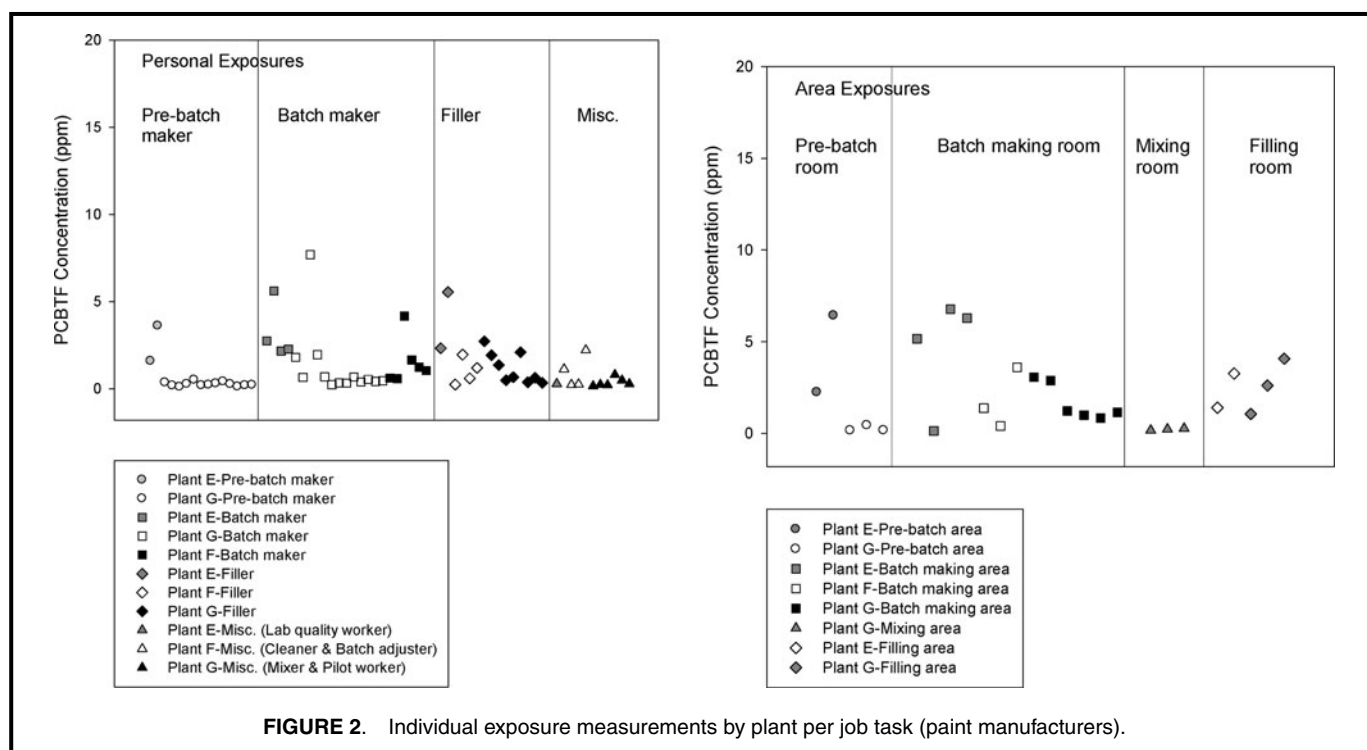 20
15
10
5
0
PCBTF Concentration (ppm)
Personal Exposures
Pre-batch
maker
Batch maker
Filler
Misc.
Plant E-Pre-batch maker
Plant G-Pre-batch maker
Plant E-Batch maker
Plant G-Batch maker
Plant F-Batch maker
Plant E-Filler
Plant F-Filler
Plant G-Filler
Plant E-Misc. (Lab quality worker)
Plant F-Misc. (Cleaner & Batch adjuster)
Plant G-Misc. (Mixer & Pilot worker)
20
15
10
5
0
PCBTF Concentration (ppm)
Area Exposures
Pre-batch
room
Batch making room
Mixing
room
Filling
room
Plant E-Pre-batch area
Plant G-Pre-batch area
Plant E-Batch making area
Plant F-Batch making area
Plant G-Batch making area
Plant G-Mixing area
Plant E-Filling area
Plant G-Filling area
FIGURE 2. Individual exposure measurements by plant per job task (paint manufacturers).